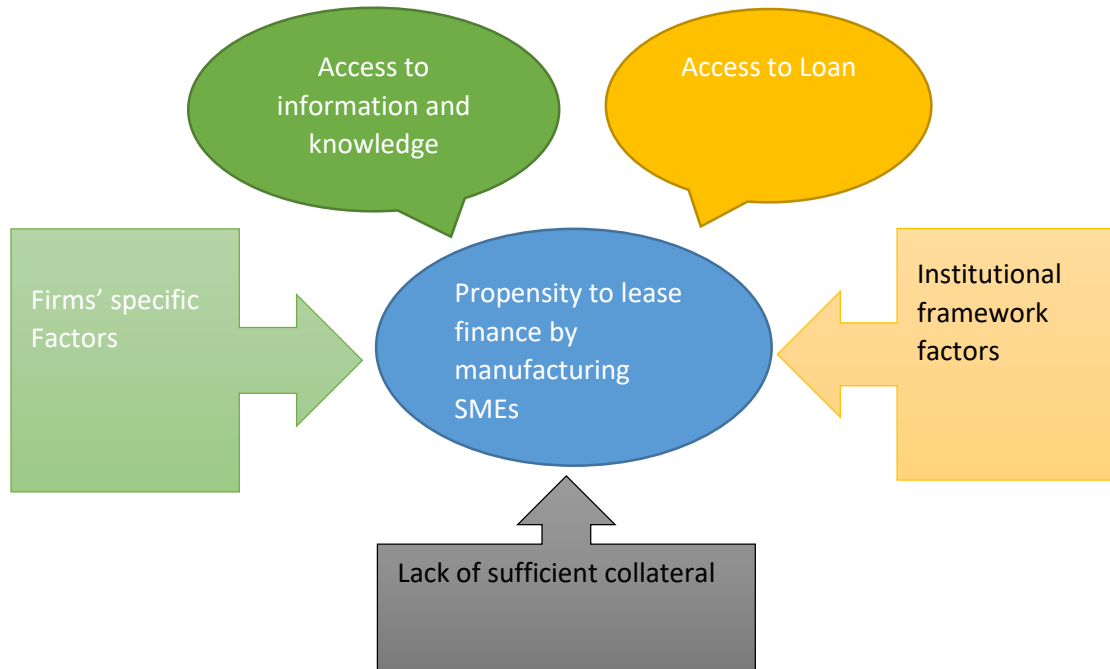 Access to
information and
knowledge
Access to Loan
Firms’ specific
Factors
Propensity to lease
finance by
manufacturing
SMEs
Institutional
framework
factors
Lack of sufficient collateral